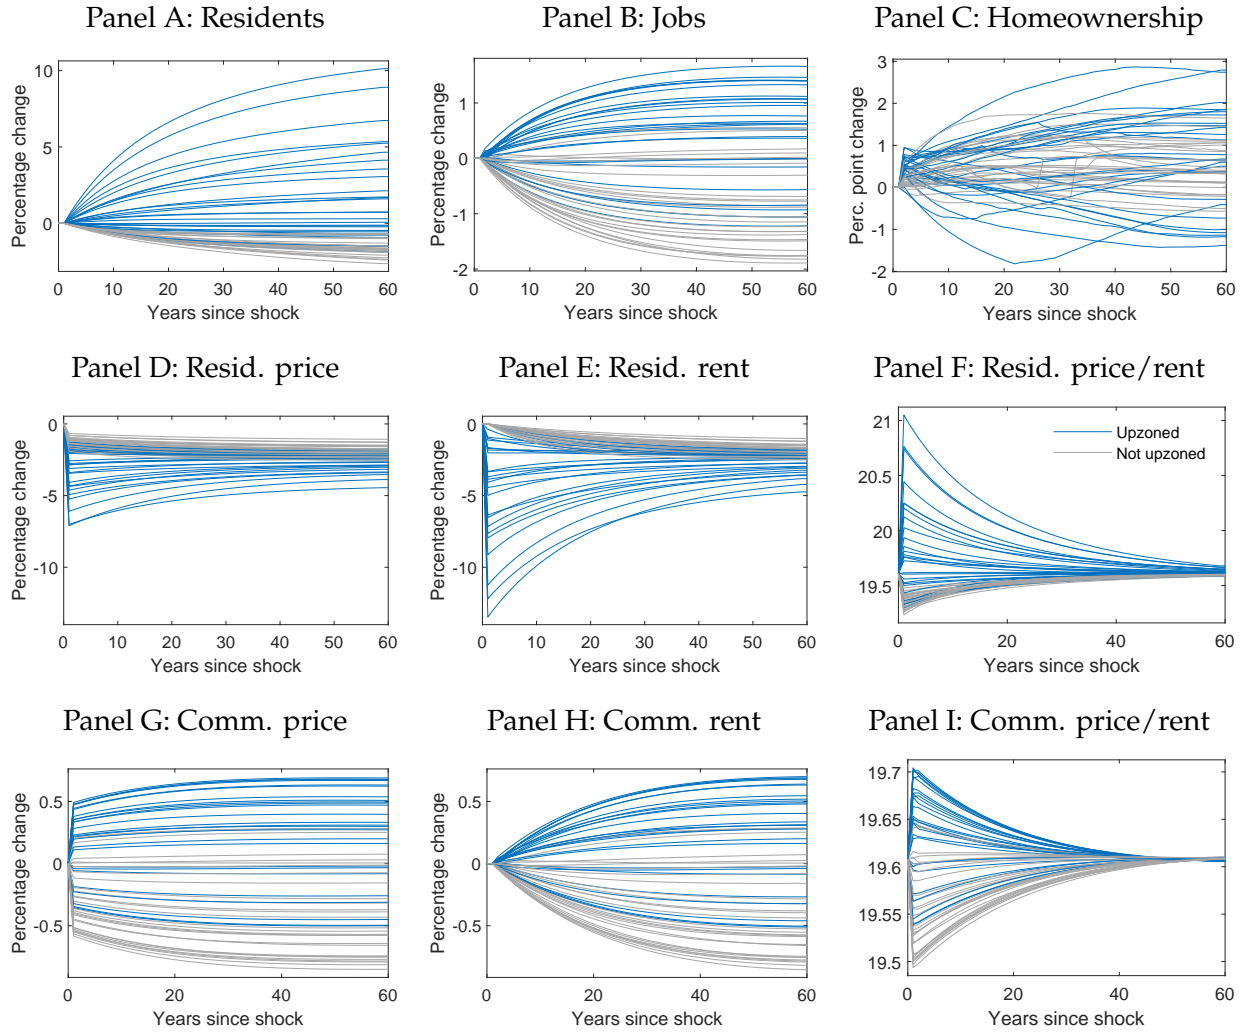 Panel A: Residents
Percentage change
10
5
0
0 10 20 30 40 50 60
Years since shock
Panel B: Jobs
Percentage change
1
0
-1
-2
0 10 20 30 40 50 60
Years since shock
Panel C: Homeownership
Perc. point change
3
2
1
0
-1
-2
0 10 20 30 40 50 60
Years since shock
Panel D: Resid. price
Percentage change
0
-5
-10
0 10 20 30 40 50 60
Years since shock
Panel E: Resid. rent
Percentage change
0
-5
-10
0 10 20 30 40 50 60
Years since shock
Panel F: Resid. price/rent
21
20.5
20
19.5
Upzoned
Not upzoned
0 20 40 60
Years since shock
Panel G: Comm. price
Percentage change
0.5
0
-0.5
0 20 40 60
Years since shock
Panel H: Comm. rent
Percentage change
0.5
0
-0.5
0 20 40 60
Years since shock
Panel I: Comm. price/rent
19.7
19.65
19.6
19.55
19.5
0 20 40 60
Years since shock